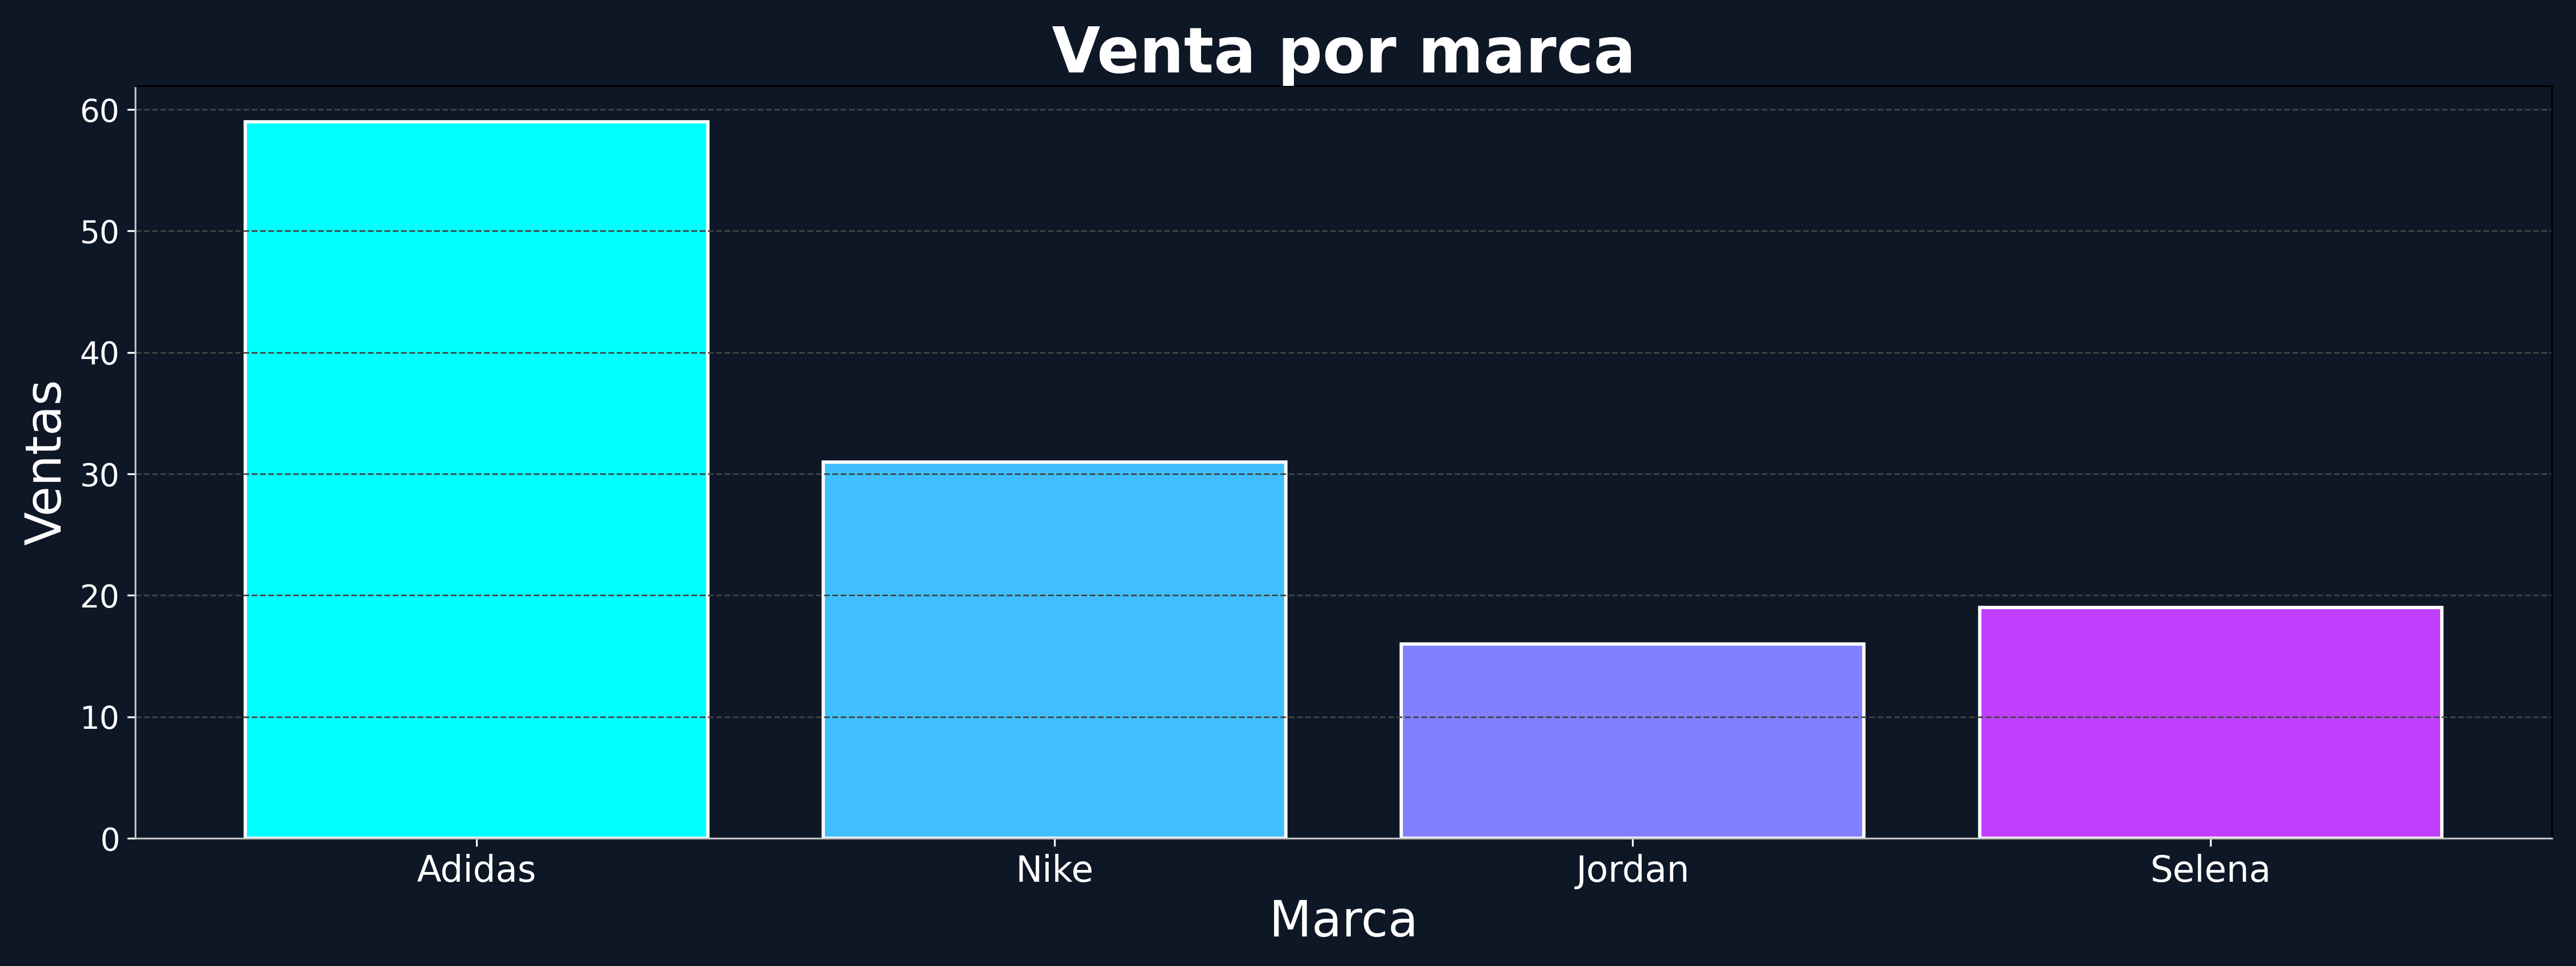 Venta por marca
60
50
40
30
20
10
0
Ventas
Adidas
Nike
Jordan
Selena
Marca